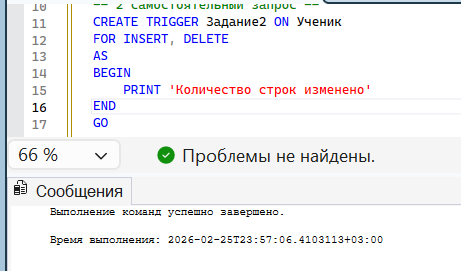 10 -- 2 самостоятельный запрос --
11 CREATE TRIGGER Задание2 ON Ученик
12 FOR INSERT, DELETE
13 AS
14 BEGIN
15 PRINT 'Количество строк изменено'
16 END
17 GO
66 %
Проблемы не найдены.
Сообщения
Выполнение команд успешно завершено.
Время выполнения: 2026-02-25T23:57:06.4103113+03:00